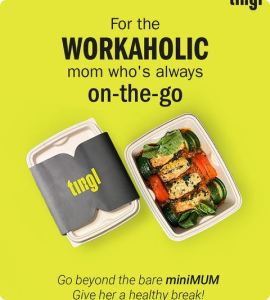 tingl
For the
WORKAHOLIC
mom who's always
on-the-go
tingl
Go beyond the bare miniMUM
Give her a healthy break!